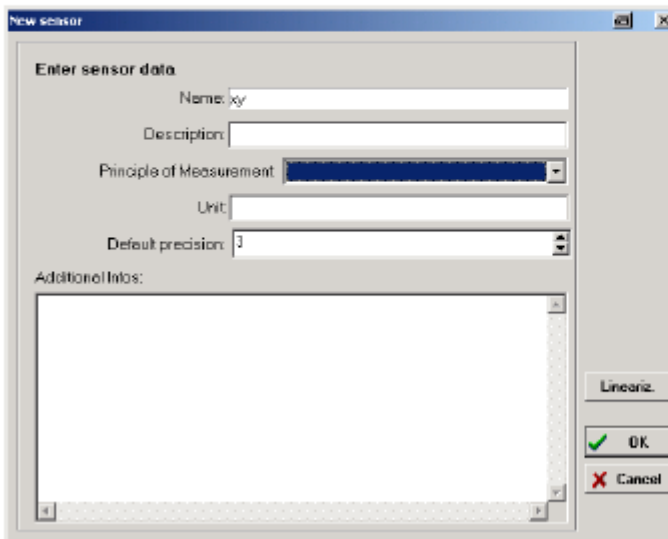 New sensor
Enter sensor data
Name: xy
Description:
Principle of Measurement
Unit:
Default precision: 3
Additional Infos:
Lineariz.
OK
Cancel